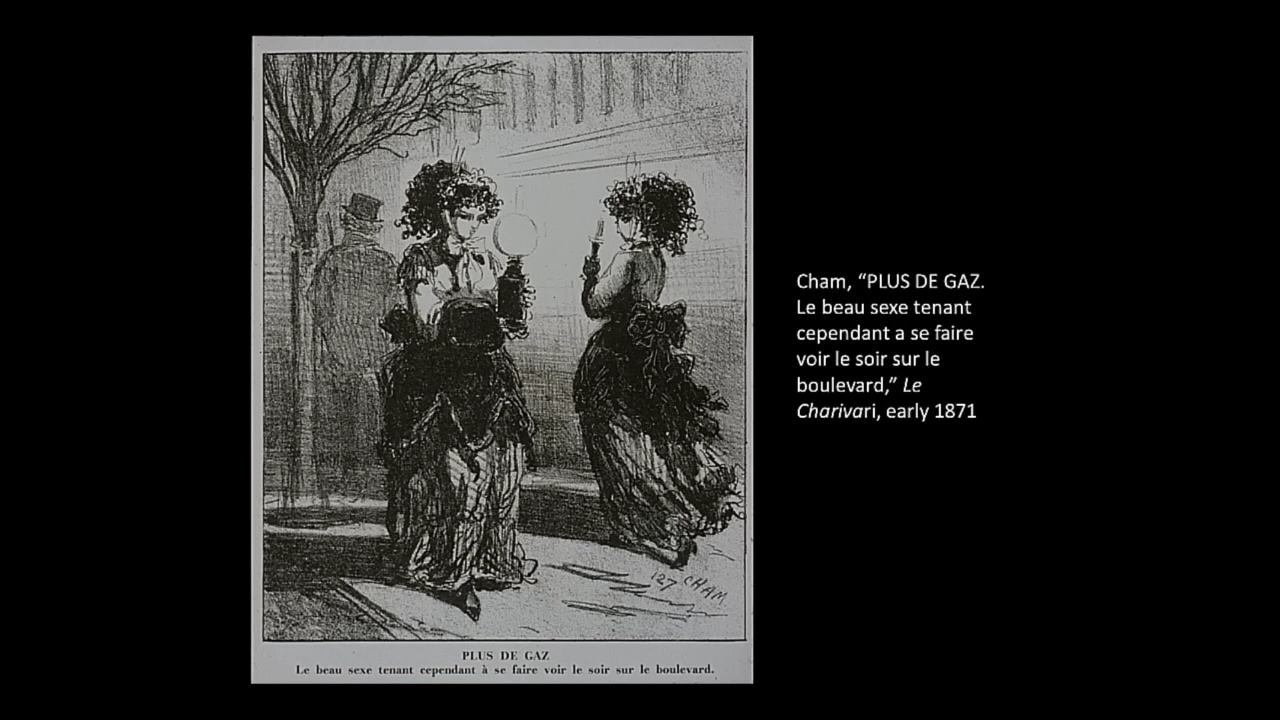 127 CHAM
PLUS DE GAZ
Le beau sexe tenant cependant à se faire voir le soir sur le boulevard.
Cham, “PLUS DE GAZ.
Le beau sexe tenant
cependant a se faire
voir le soir sur le
boulevard,” Le
Charivari, early 1871